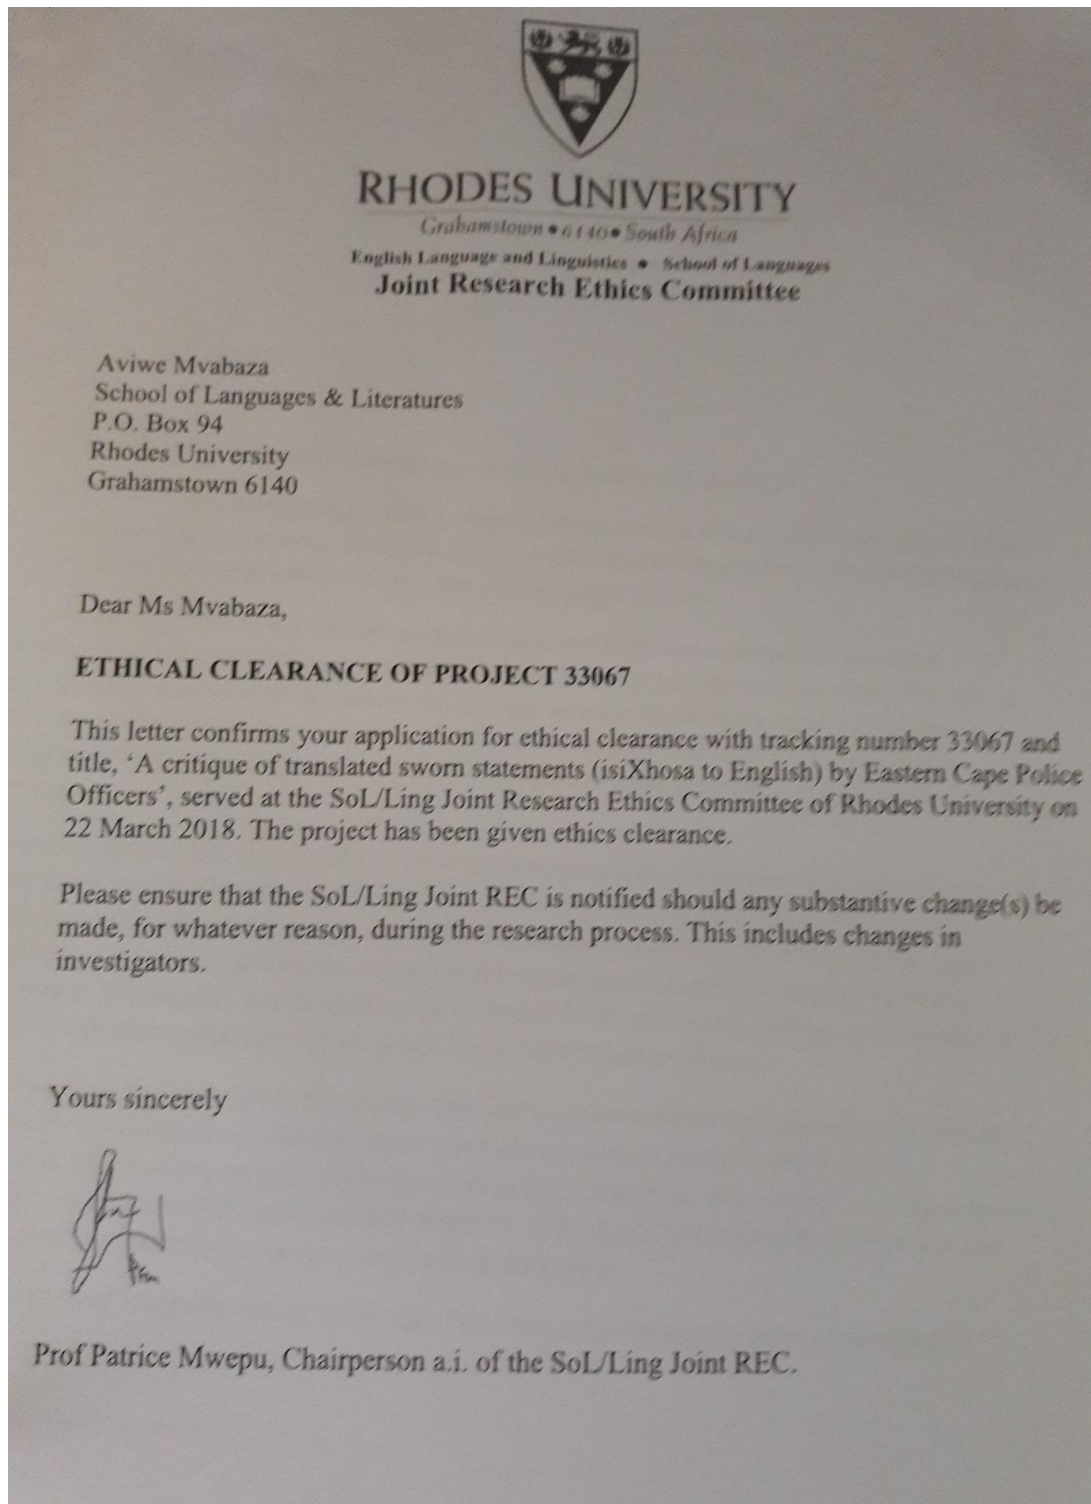 RHODES UNIVERSITY
Grahamstown • 6140 • South Africa
English Language and Linguistics • School of Languages
Joint Research Ethics Committee
Aviwe Mvabaza
School of Languages & Literatures
P.O. Box 94
Rhodes University
Grahamstown 6140
Dear Ms Mvabaza,
ETHICAL CLEARANCE OF PROJECT 33067
This letter confirms your application for ethical clearance with tracking number 33067 and
title, ‘A critique of translated sworn statements (isiXhosa to English) by Eastern Cape Police
Officers’, served at the SoL/Ling Joint Research Ethics Committee of Rhodes University on
22 March 2018. The project has been given ethics clearance.
Please ensure that the SoL/Ling Joint REC is notified should any substantive change(s) be
made, for whatever reason, during the research process. This includes changes in
investigators.
Yours sincerely
Prof Patrice Mwepu, Chairperson a.i. of the SoL/Ling Joint REC.